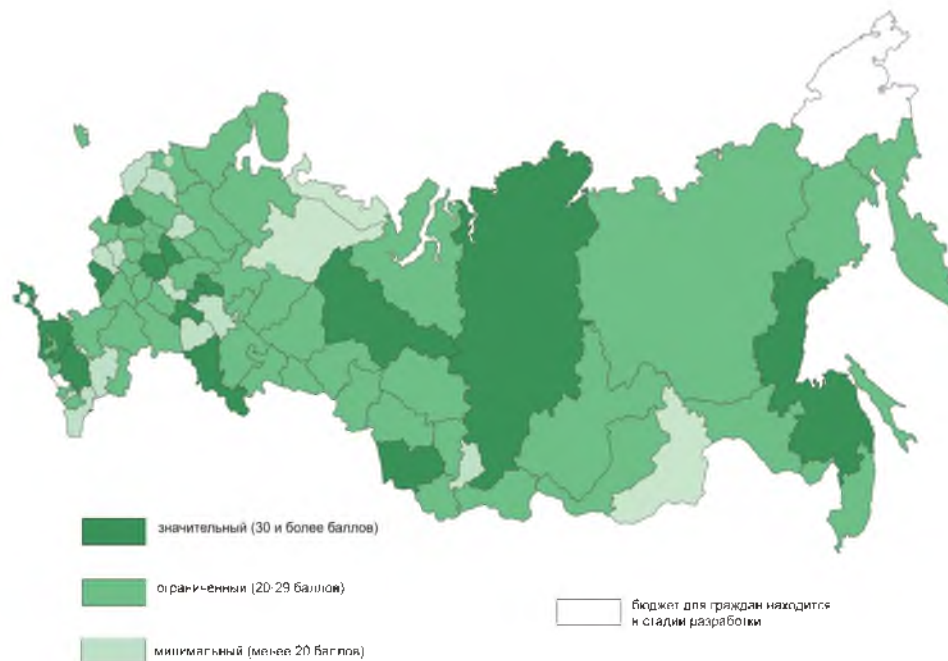 значительный (30 и более баллов)
ограниченный (20-29 баллов)
бюджет для граждан находится
в стадии разработки
минимальный (менее 20 баллов)